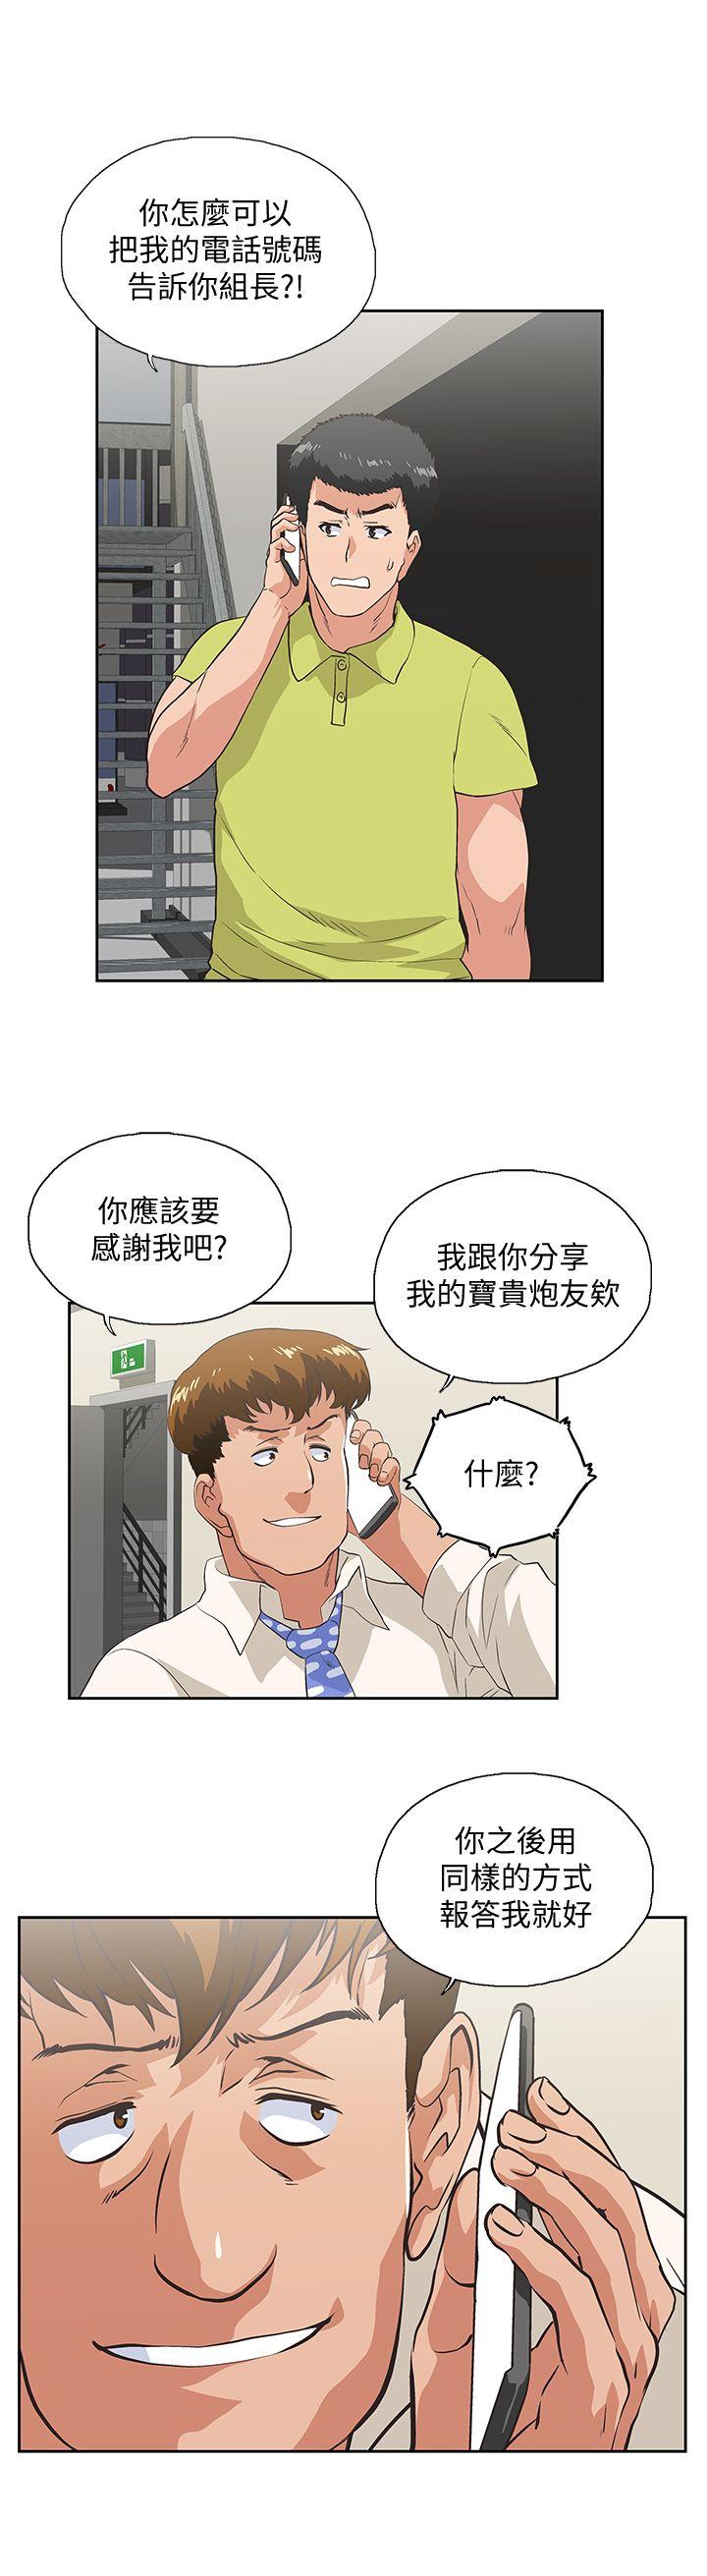 你怎麼可以
把我的電話號碼
告訴你組長?!
你應該要
感謝我吧?
我跟你分享
我的寶貴炮友欸
什麼?
你之後用
同樣的方式
報答我就好